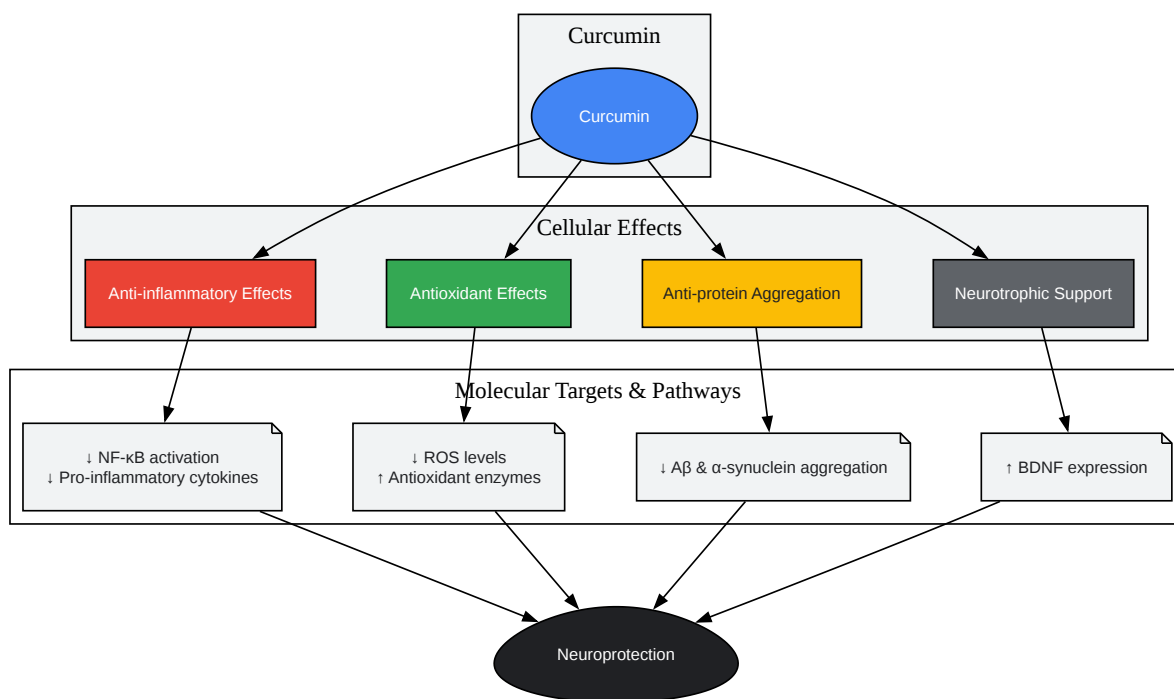 Curcumin
Curcumin
Cellular Effects
Anti-inflammatory Effects
Antioxidant Effects
Anti-protein Aggregation
Neurotrophic Support
Molecular Targets & Pathways
↓ NF-κB activation
↓ Pro-inflammatory cytokines
↓ ROS levels
↑ Antioxidant enzymes
↓ Aβ & α-synuclein aggregation
↑ BDNF expression
Neuroprotection